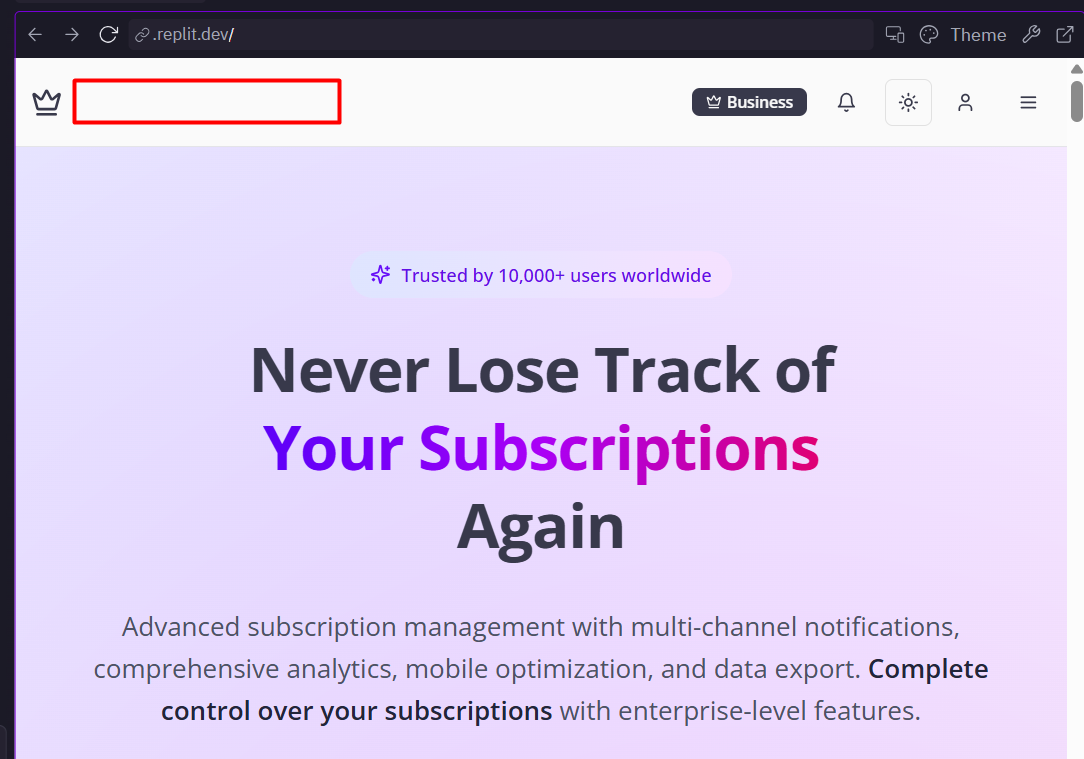 .replit.dev/
Theme
Business
Trusted by 10,000+ users worldwide
Never Lose Track of
Your Subscriptions
Again
Advanced subscription management with multi-channel notifications,
comprehensive analytics, mobile optimization, and data export. Complete
control over your subscriptions with enterprise-level features.